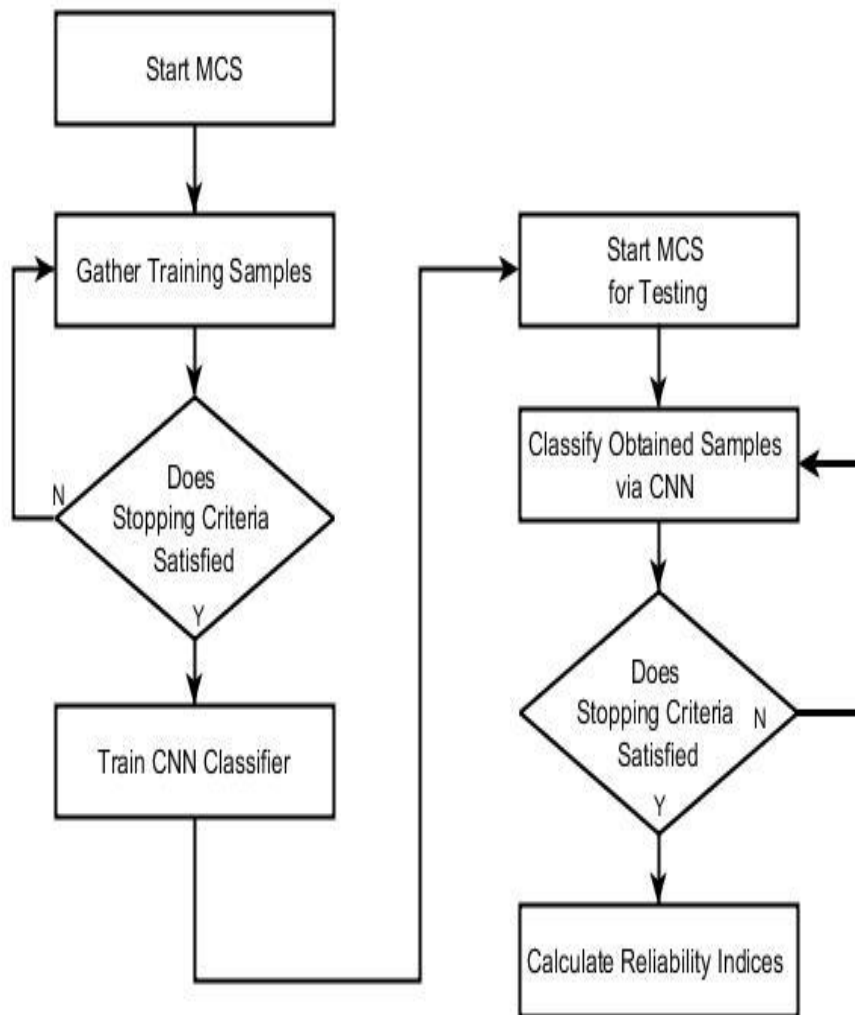 Start MCS
Gather Training Samples
N
Does
Stopping Criteria
Satisfied
Y
Train CNN Classifier
Start MCS
for Testing
Classify Obtained Samples
via CNN
Does
Stopping Criteria
N
Satisfied
Y
Calculate Reliability Indices